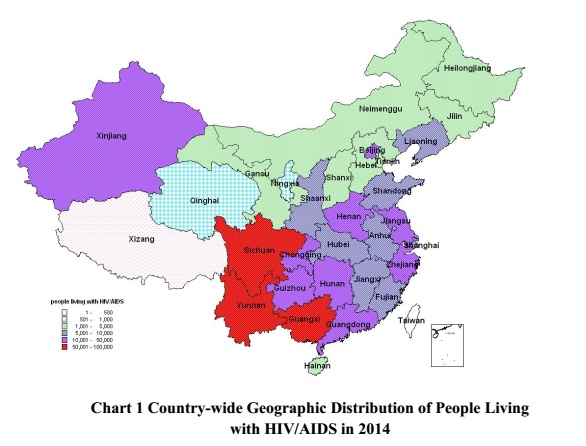 Heilongjiang
Neimenggu
Jilin
Xinjiang
Liaoning
Beijing
Tianjin
Hebei
Gansu
Shanxi
Ningxia
Shandong
Qinghai
Shaanxi
Henan
Jiangsu
Xizang
Anhui
Shanghai
Sichuan
Hubei
Chongqing
Zhejiang
Hunan
Jiangxi
Guizhou
Fujian
Yunnan
Taiwan
Guangxi
Guangdong
Hainan
people living with HIV/AIDS
1 - 500
501 - 1,000
1,001 - 5,000
5,001 - 10,000
10,001 - 50,000
50,001 - 100,000
Chart 1 Country-wide Geographic Distribution of People Living
with HIV/AIDS in 2014